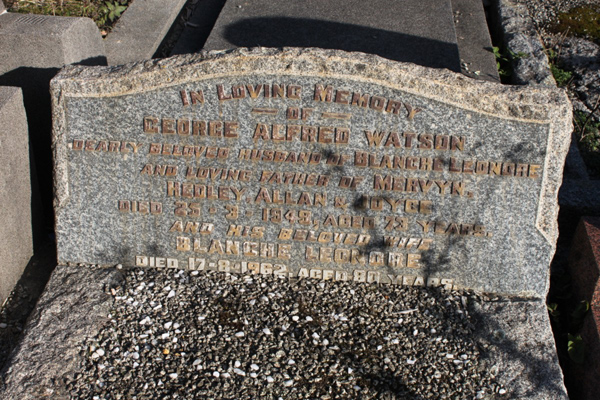 IN LOVING MEMORY
OF
GEORGE ALFRED WATSON
DEARLY BELOVED HUSBAND OF BLANCHE LEONORE
AND LOVING FATHER OF MERVYN,
HEDLEY, ALLAN & JOYCE
DIED 25-3-1948, AGED 73 YEARS.
AND HIS BELOVED WIFE
BLANCHE LEONORE
DIED 17-8-1962 AGED 80 YEARS.